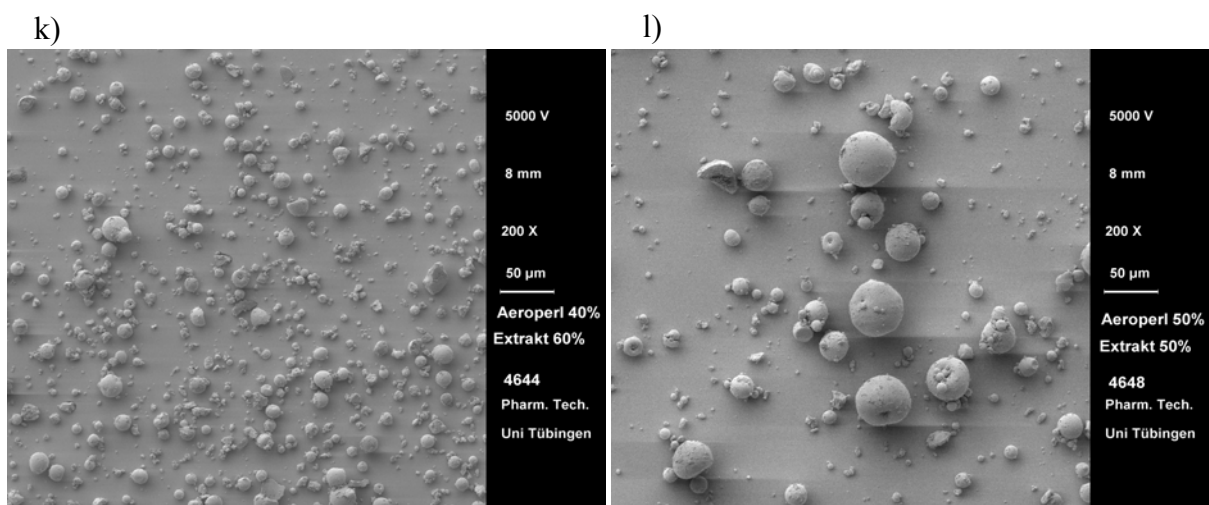 k)
5000 V
8 mm
200 X
50 µm
Aeroperl 40%
Extrakt 60%
4644
Pharm. Tech.
Uni Tübingen
l)
5000 V
8 mm
200 X
50 µm
Aeroperl 50%
Extrakt 50%
4648
Pharm. Tech.
Uni Tübingen